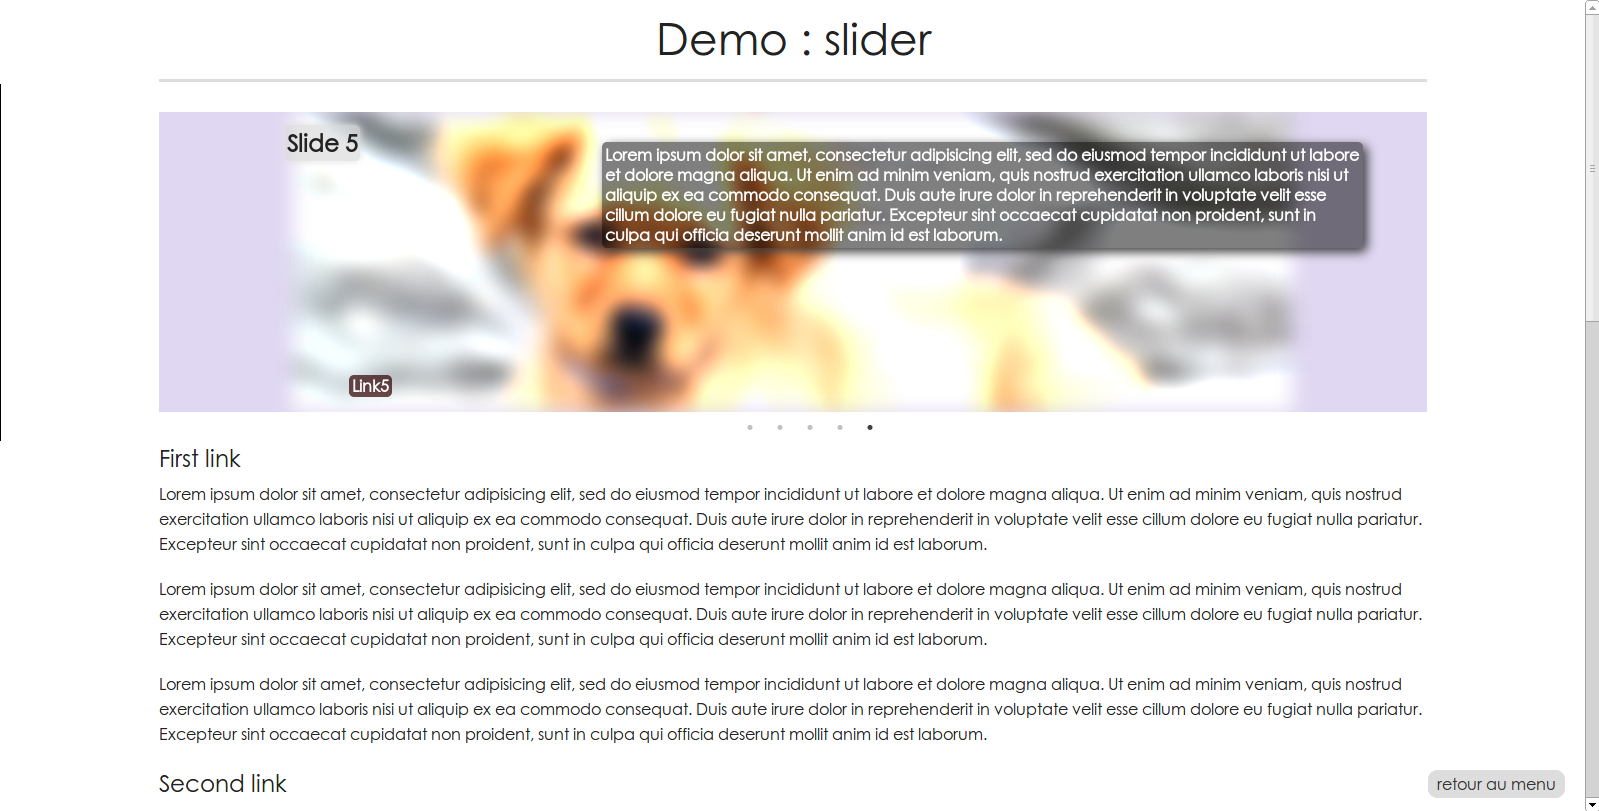 Demo : slider
Slide 5
Lorem ipsum dolor sit amet, consectetur adipisicing elit, sed do eiusmod tempor incididunt ut labore
et dolore magna aliqua. Ut enim ad minim veniam, quis nostrud exercitation ullamco laboris nisi ut
aliquip ex ea commodo consequat. Duis aute irure dolor in reprehenderit in voluptate velit esse
cillum dolore eu fugiat nulla pariatur. Excepteur sint occaecat cupidatat non proident, sunt in
culpa qui officia deserunt mollit anim id est laborum.
Link5
First link
Lorem ipsum dolor sit amet, consectetur adipisicing elit, sed do eiusmod tempor incididunt ut labore et dolore magna aliqua. Ut enim ad minim veniam, quis nostrud
exercitation ullamco laboris nisi ut aliquip ex ea commodo consequat. Duis aute irure dolor in reprehenderit in voluptate velit esse cillum dolore eu fugiat nulla pariatur.
Excepteur sint occaecat cupidatat non proident, sunt in culpa qui officia deserunt mollit anim id est laborum.
Lorem ipsum dolor sit amet, consectetur adipisicing elit, sed do eiusmod tempor incididunt ut labore et dolore magna aliqua. Ut enim ad minim veniam, quis nostrud
exercitation ullamco laboris nisi ut aliquip ex ea commodo consequat. Duis aute irure dolor in reprehenderit in voluptate velit esse cillum dolore eu fugiat nulla pariatur.
Excepteur sint occaecat cupidatat non proident, sunt in culpa qui officia deserunt mollit anim id est laborum.
Lorem ipsum dolor sit amet, consectetur adipisicing elit, sed do eiusmod tempor incididunt ut labore et dolore magna aliqua. Ut enim ad minim veniam, quis nostrud
exercitation ullamco laboris nisi ut aliquip ex ea commodo consequat. Duis aute irure dolor in reprehenderit in voluptate velit esse cillum dolore eu fugiat nulla pariatur.
Excepteur sint occaecat cupidatat non proident, sunt in culpa qui officia deserunt mollit anim id est laborum.
Second link
retour au menu